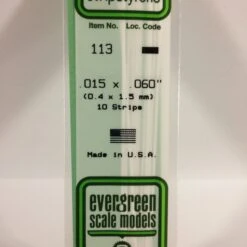 Item No. Loc. Code
113
.015 x .060"
(0.4 x 1.5 mm)
10 Strips
Made in U.S.A.
evergreen
scale models